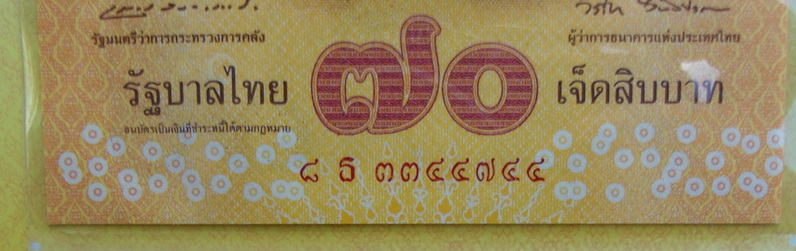 รัฐมนตรีว่าการกระทรวงการคลัง
ผู้ว่าการธนาคารแห่งประเทศไทย
รัฐบาลไทย
๗๐
เจ็ดสิบบาท
ธนบัตรเป็นเงินที่ชำระหนี้ได้ตามกฎหมาย
๘ ธ ๓๓๔๔๗๔๔